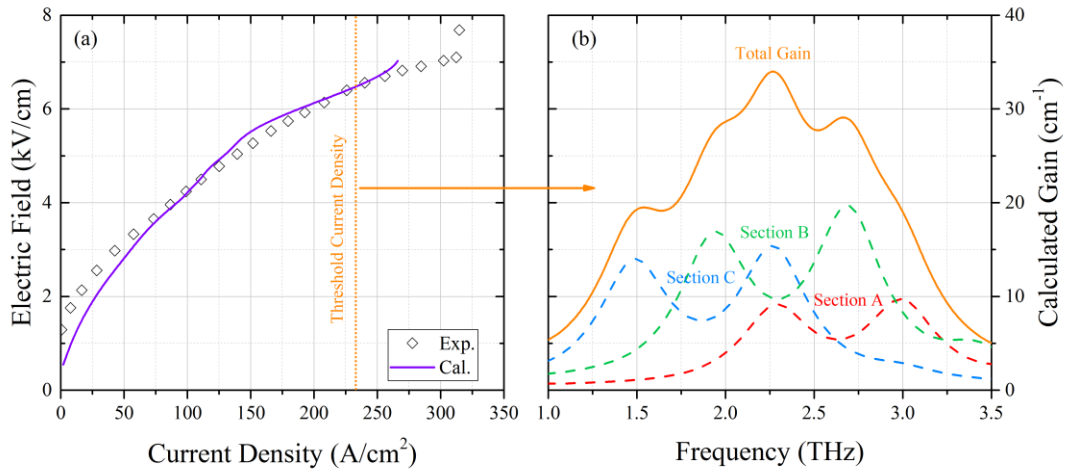 (a)
8
6
4
2
0
Electric Field (kV/cm)
0
50
100
150
200
250
300
350
Current Density (A/cm²)
Threshold Current Density
Exp.
Cal.
(b)
Total Gain
Section B
Section C
Section A
40
30
20
10
0
Calculated Gain (cm⁻¹)
1.0
1.5
2.0
2.5
3.0
3.5
Frequency (THz)